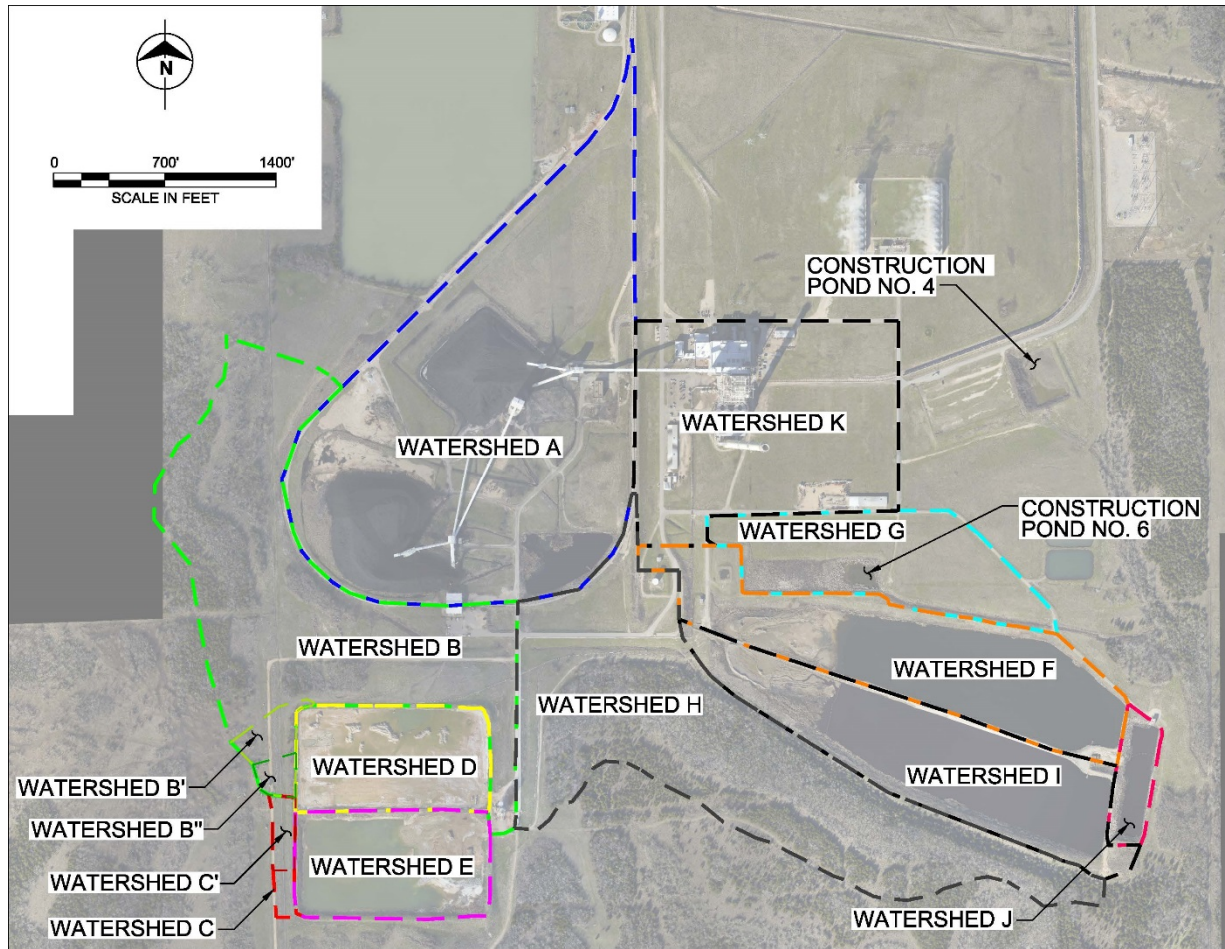 N
0 700' 1400'
SCALE IN FEET
CONSTRUCTION
POND NO. 4
WATERSHED K
WATERSHED A
CONSTRUCTION
POND NO. 6
WATERSHED G
WATERSHED B
WATERSHED F
WATERSHED H
WATERSHED D
WATERSHED I
WATERSHED B'
WATERSHED B"
WATERSHED E
WATERSHED C'
WATERSHED J
WATERSHED C